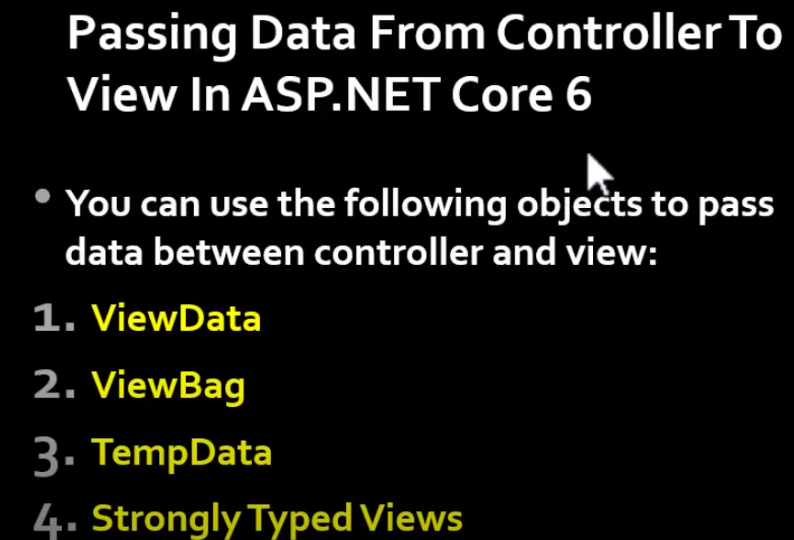 Passing Data From Controller To
View In ASP.NET Core 6
• You can use the following objects to pass
data between controller and view:
1. ViewData
2. ViewBag
3. TempData
4. Strongly Typed Views